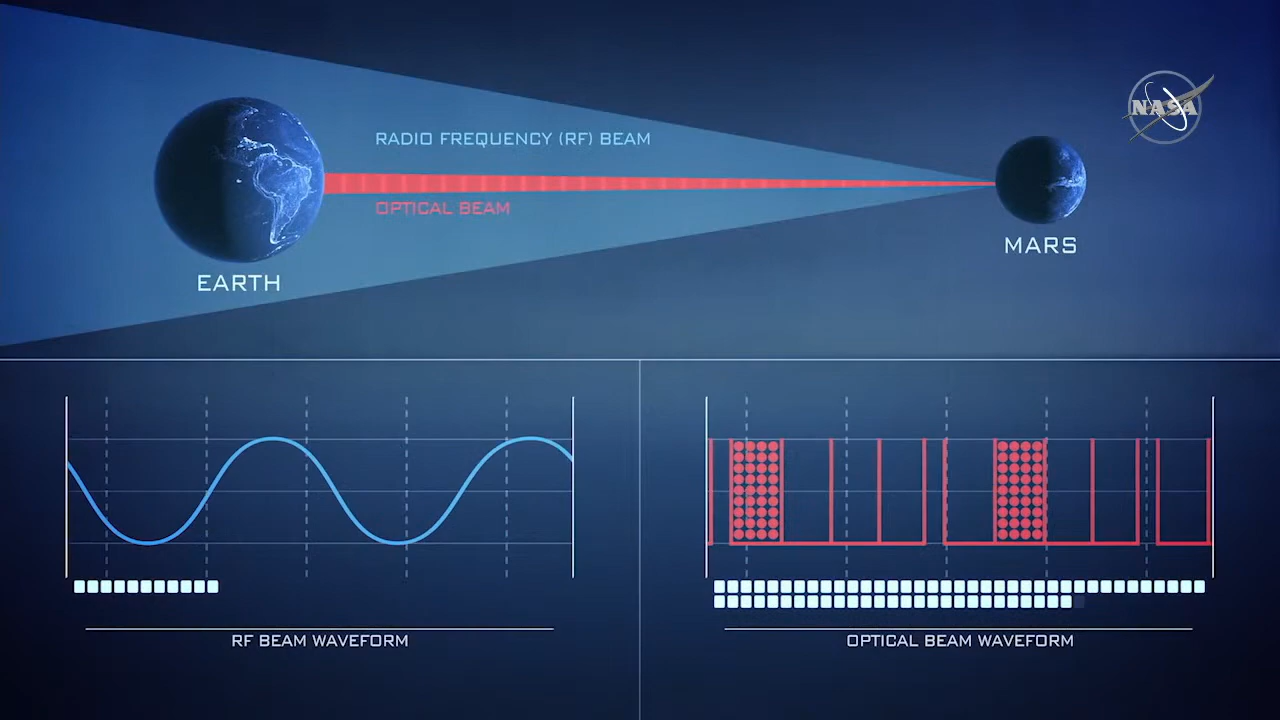 NASA
RADIO FREQUENCY (RF) BEAM
OPTICAL BEAM
EARTH
MARS
RF BEAM WAVEFORM
OPTICAL BEAM WAVEFORM